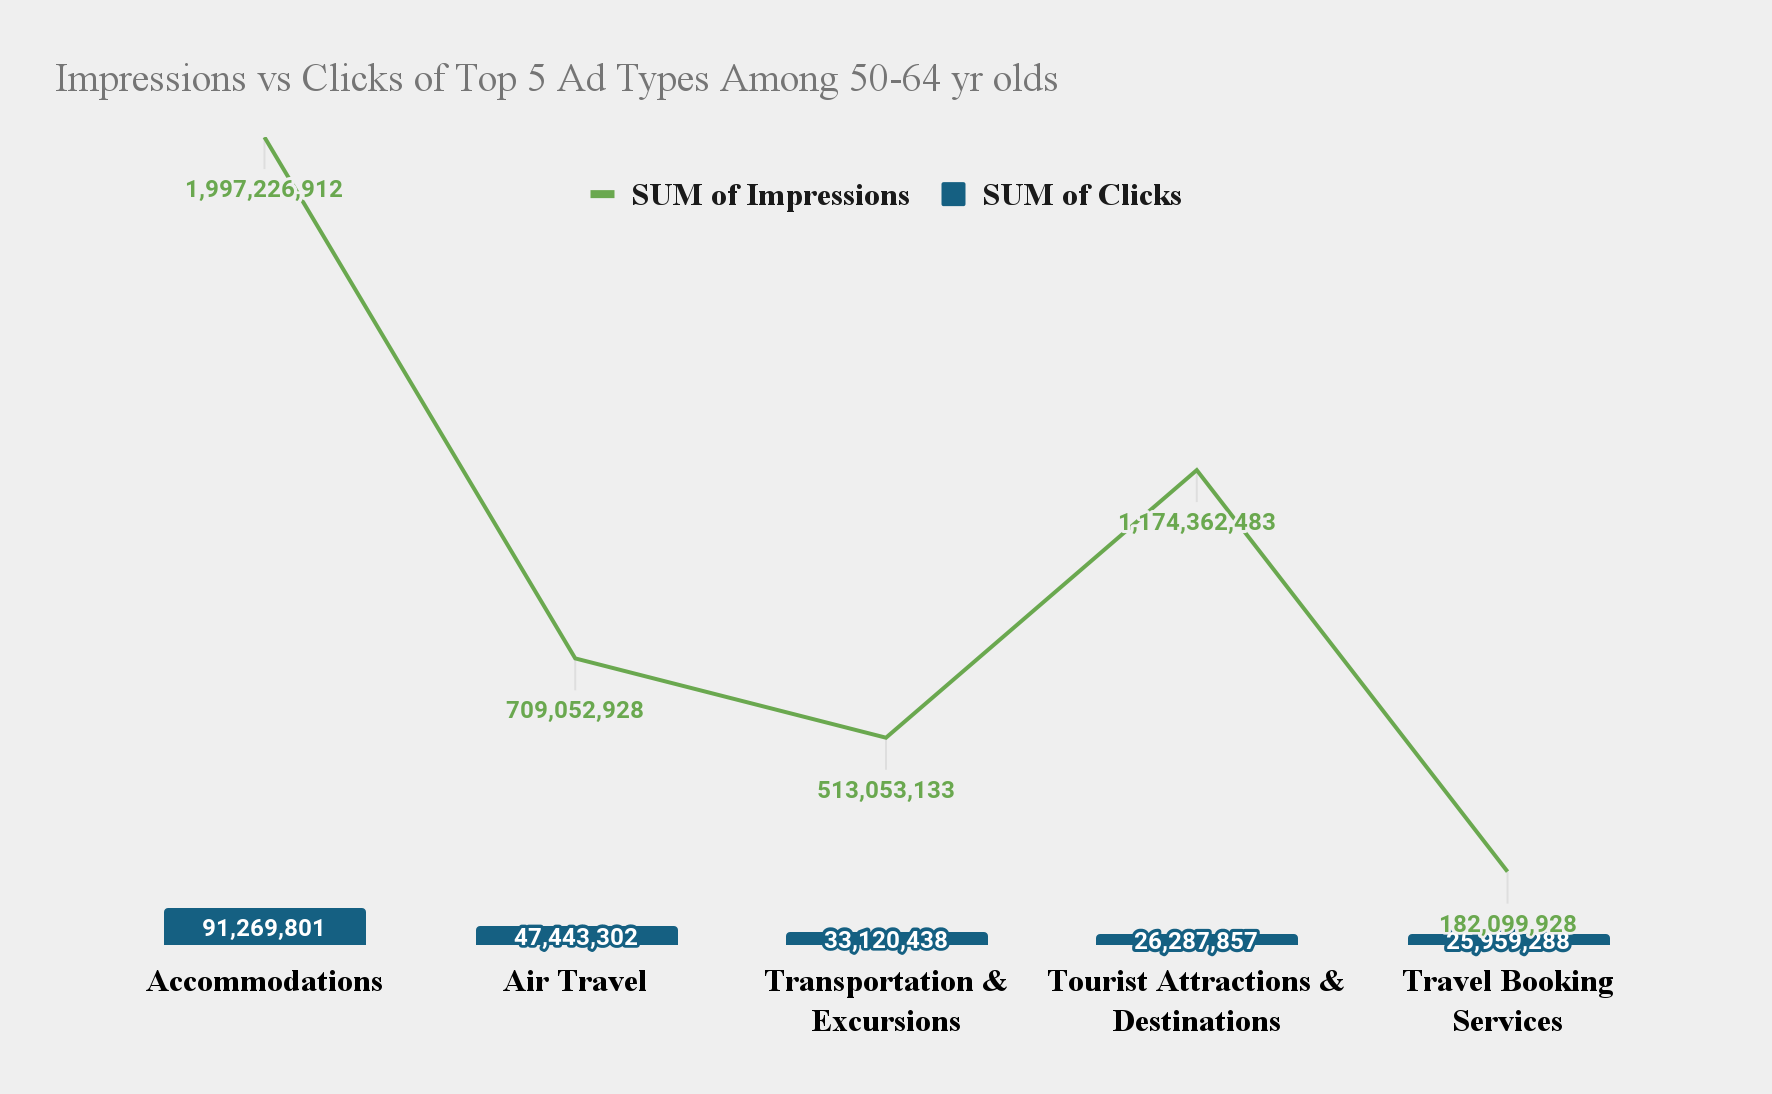 Impressions vs Clicks of Top 5 Ad Types Among 50-64 yr olds
SUM of Impressions
SUM of Clicks
1,997,226,912
709,052,928
513,053,133
1,174,362,483
182,099,928
91,269,801
47,443,302
33,120,438
26,287,857
25,959,288
Accommodations
Air Travel
Transportation &
Excursions
Tourist Attractions &
Destinations
Travel Booking
Services